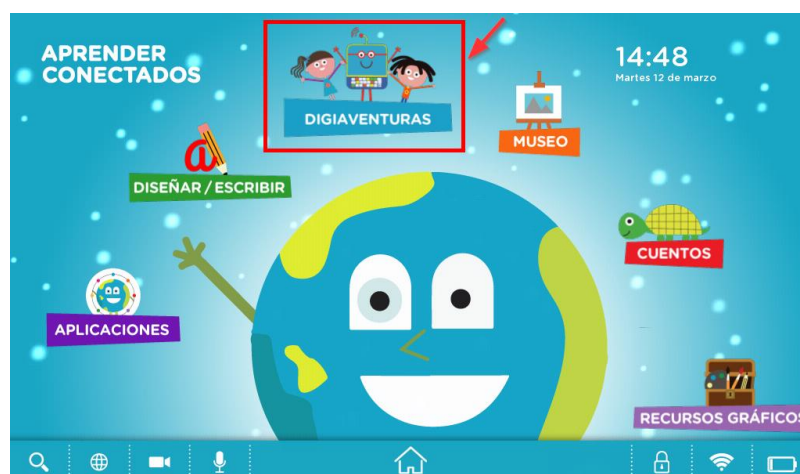 APRENDER
CONECTADOS
14:48
Martes 12 de marzo
DIGIAVENTURAS
MUSEO
DISEÑAR / ESCRIBIR
CUENTOS
APLICACIONES
RECURSOS GRÁFICOS